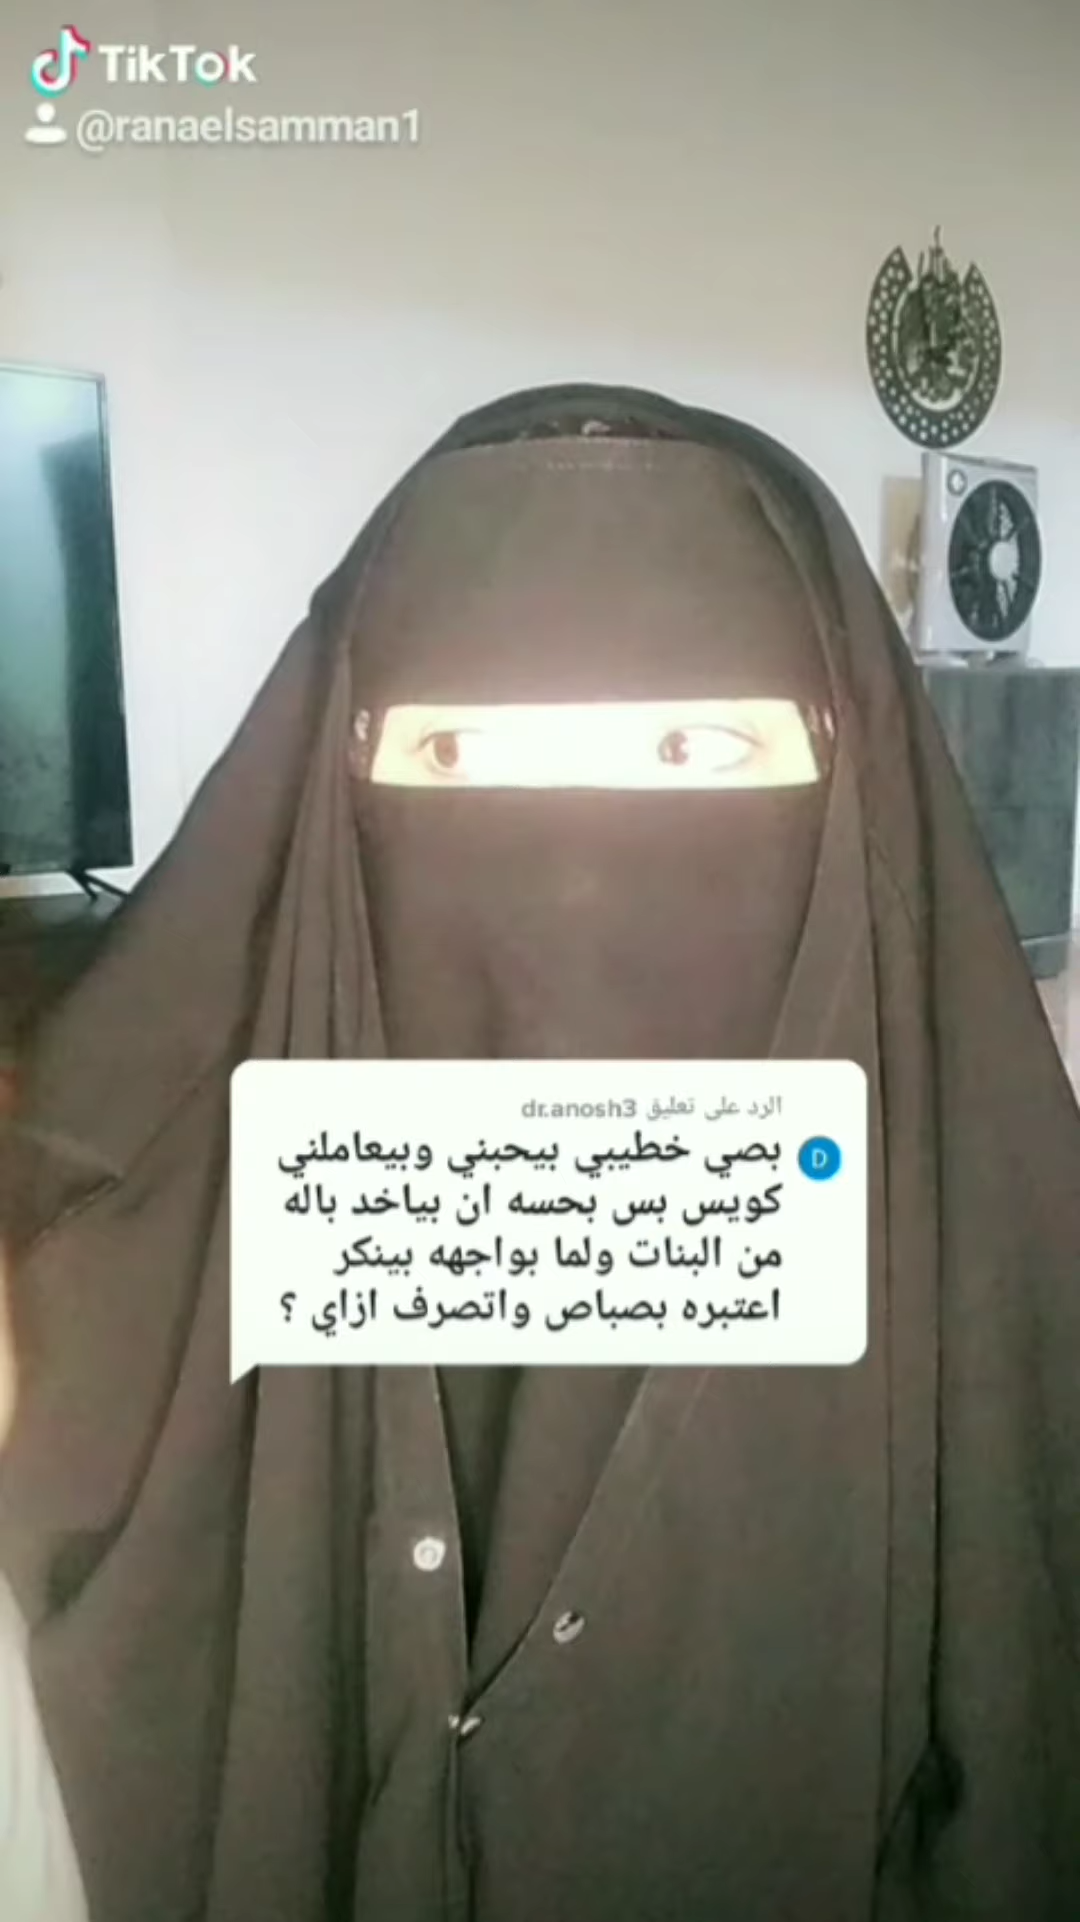 TikTok
@ranaelsamman1
الرد على تعليق dr.anosh3
D
بصي خطيبي بيحبني وبيعاملني
كويس بس بحسه ان بياخد باله
من البنات ولما بواجهه بينكر
اعتبره بصباص واتصرف ازاي ؟